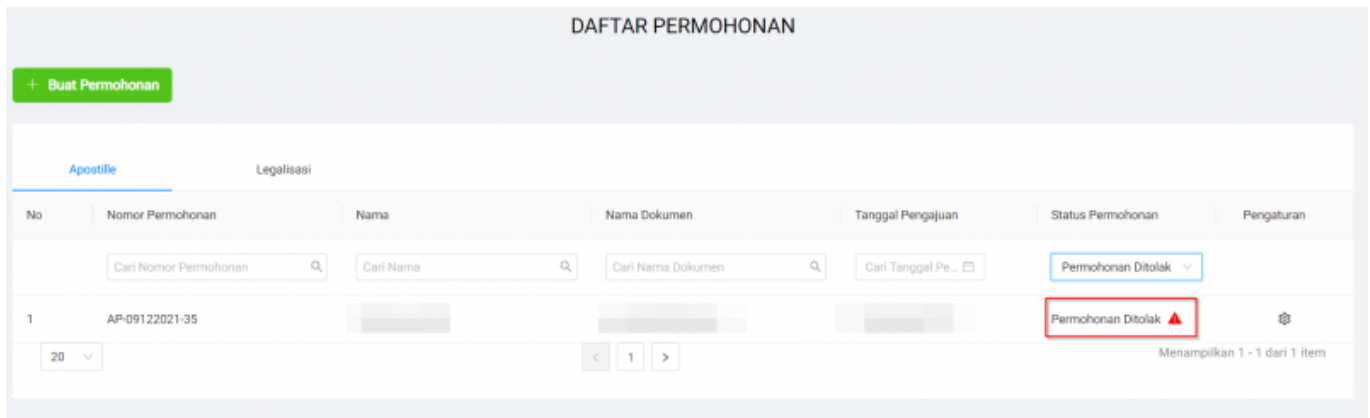 DAFTAR PERMOHONAN
+ Buat Permohonan
Apostille Legalisasi
No Nomor Permohonan Nama Nama Dokumen Tanggal Pengajuan Status Permohonan Pengaturan
Cari Nomor Permohonan Cari Nama Cari Nama Dokumen Cari Tanggal Pe... Permohonan Ditolak
1 AP-09122021-35 Permohonan Ditolak
20 < 1 > Menampilkan 1 - 1 dari 1 item